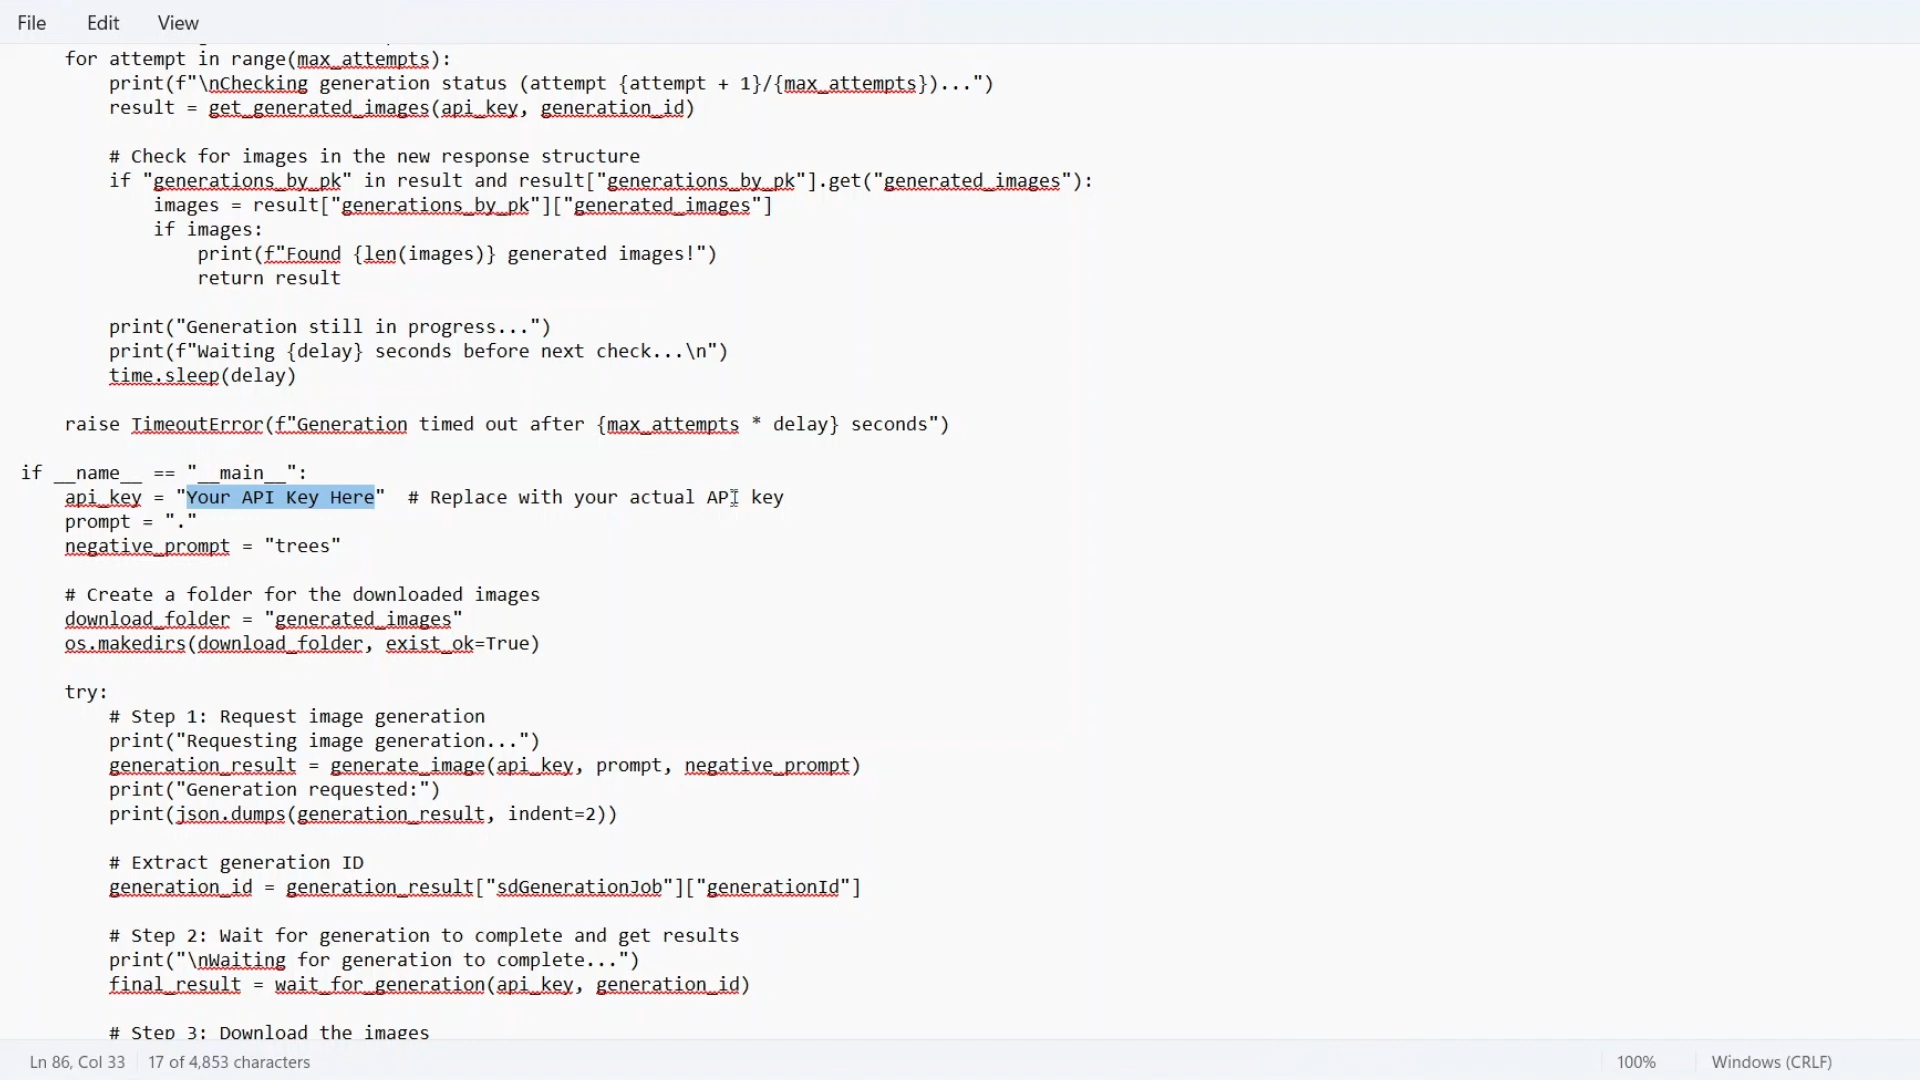 File Edit View
for attempt in range(max_attempts):
print(f"\nChecking generation status (attempt {attempt + 1}/{max_attempts})...")
result = get_generated_images(api_key, generation_id)
# Check for images in the new response structure
if "generations_by_pk" in result and result["generations_by_pk"].get("generated_images"):
images = result["generations_by_pk"]["generated_images"]
if images:
print(f"Found {len(images)} generated images!")
return result
print("Generation still in progress...")
print(f"Waiting {delay} seconds before next check...\n")
time.sleep(delay)
raise TimeoutError(f"Generation timed out after {max_attempts * delay} seconds")
if __name__ == "__main__":
api_key = "Your API Key Here"  # Replace with your actual API key
prompt = "."
negative_prompt = "trees"
# Create a folder for the downloaded images
download_folder = "generated_images"
os.makedirs(download_folder, exist_ok=True)
try:
# Step 1: Request image generation
print("Requesting image generation...")
generation_result = generate_image(api_key, prompt, negative_prompt)
print("Generation requested:")
print(json.dumps(generation_result, indent=2))
# Extract generation ID
generation_id = generation_result["sdGenerationJob"]["generationId"]
# Step 2: Wait for generation to complete and get results
print("\nWaiting for generation to complete...")
final_result = wait_for_generation(api_key, generation_id)
# Step 3: Download the images
Ln 86, Col 33 17 of 4,853 characters 100% Windows (CRLF)